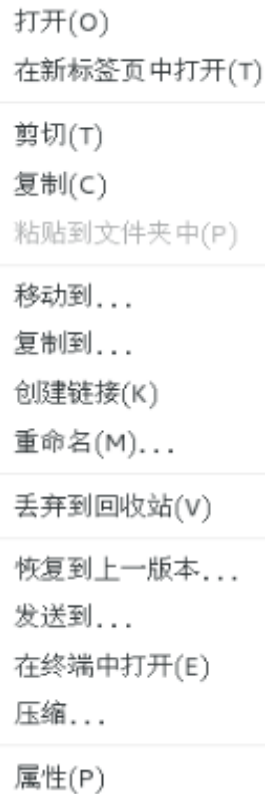 打开(O)
在新标签页中打开(T)
剪切(T)
复制(C)
粘贴到文件夹中(P)
移动到...
复制到...
创建链接(K)
重命名(M)...
丢弃到回收站(V)
恢复到上一版本...
发送到...
在终端中打开(E)
压缩...
属性(P)